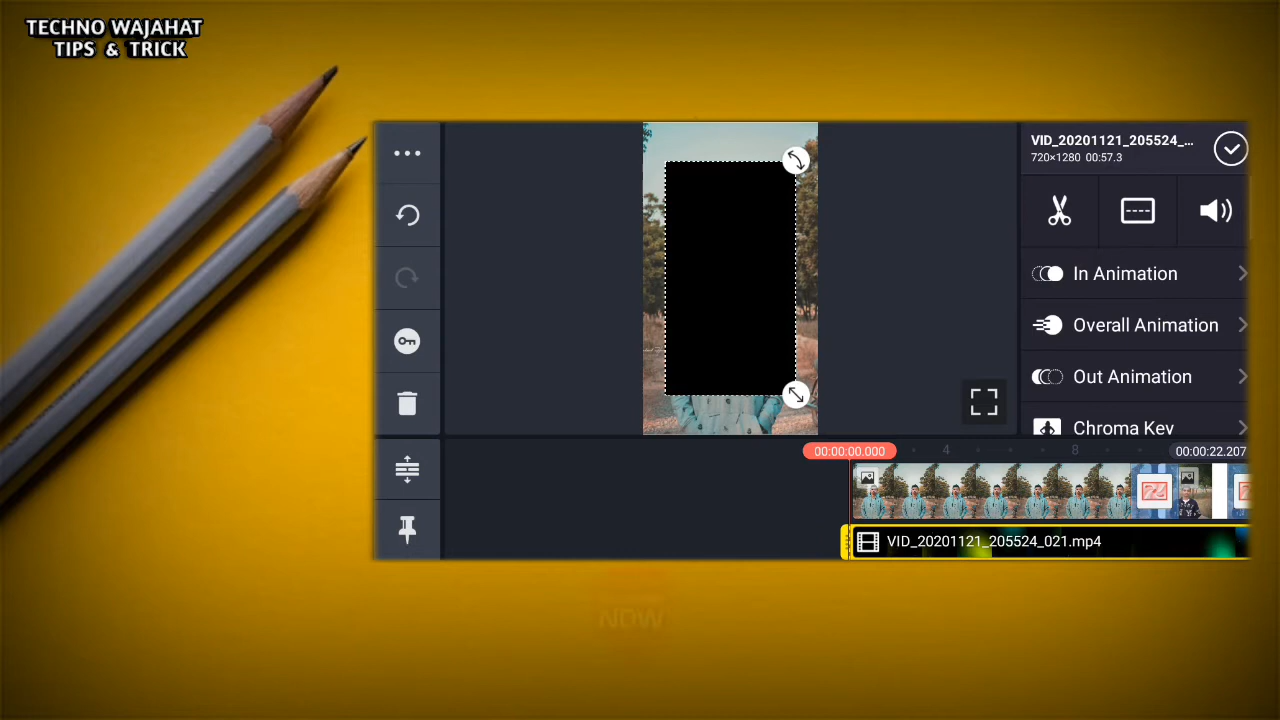 TECHNO WAJAHAT
TIPS & TRICK
VID_20201121_205524_...
720×1280 00:57.3
In Animation
Overall Animation
Out Animation
Chroma Key
00:00:00.000
4
8
00:00:22.207
VID_20201121_205524_021.mp4
NOW